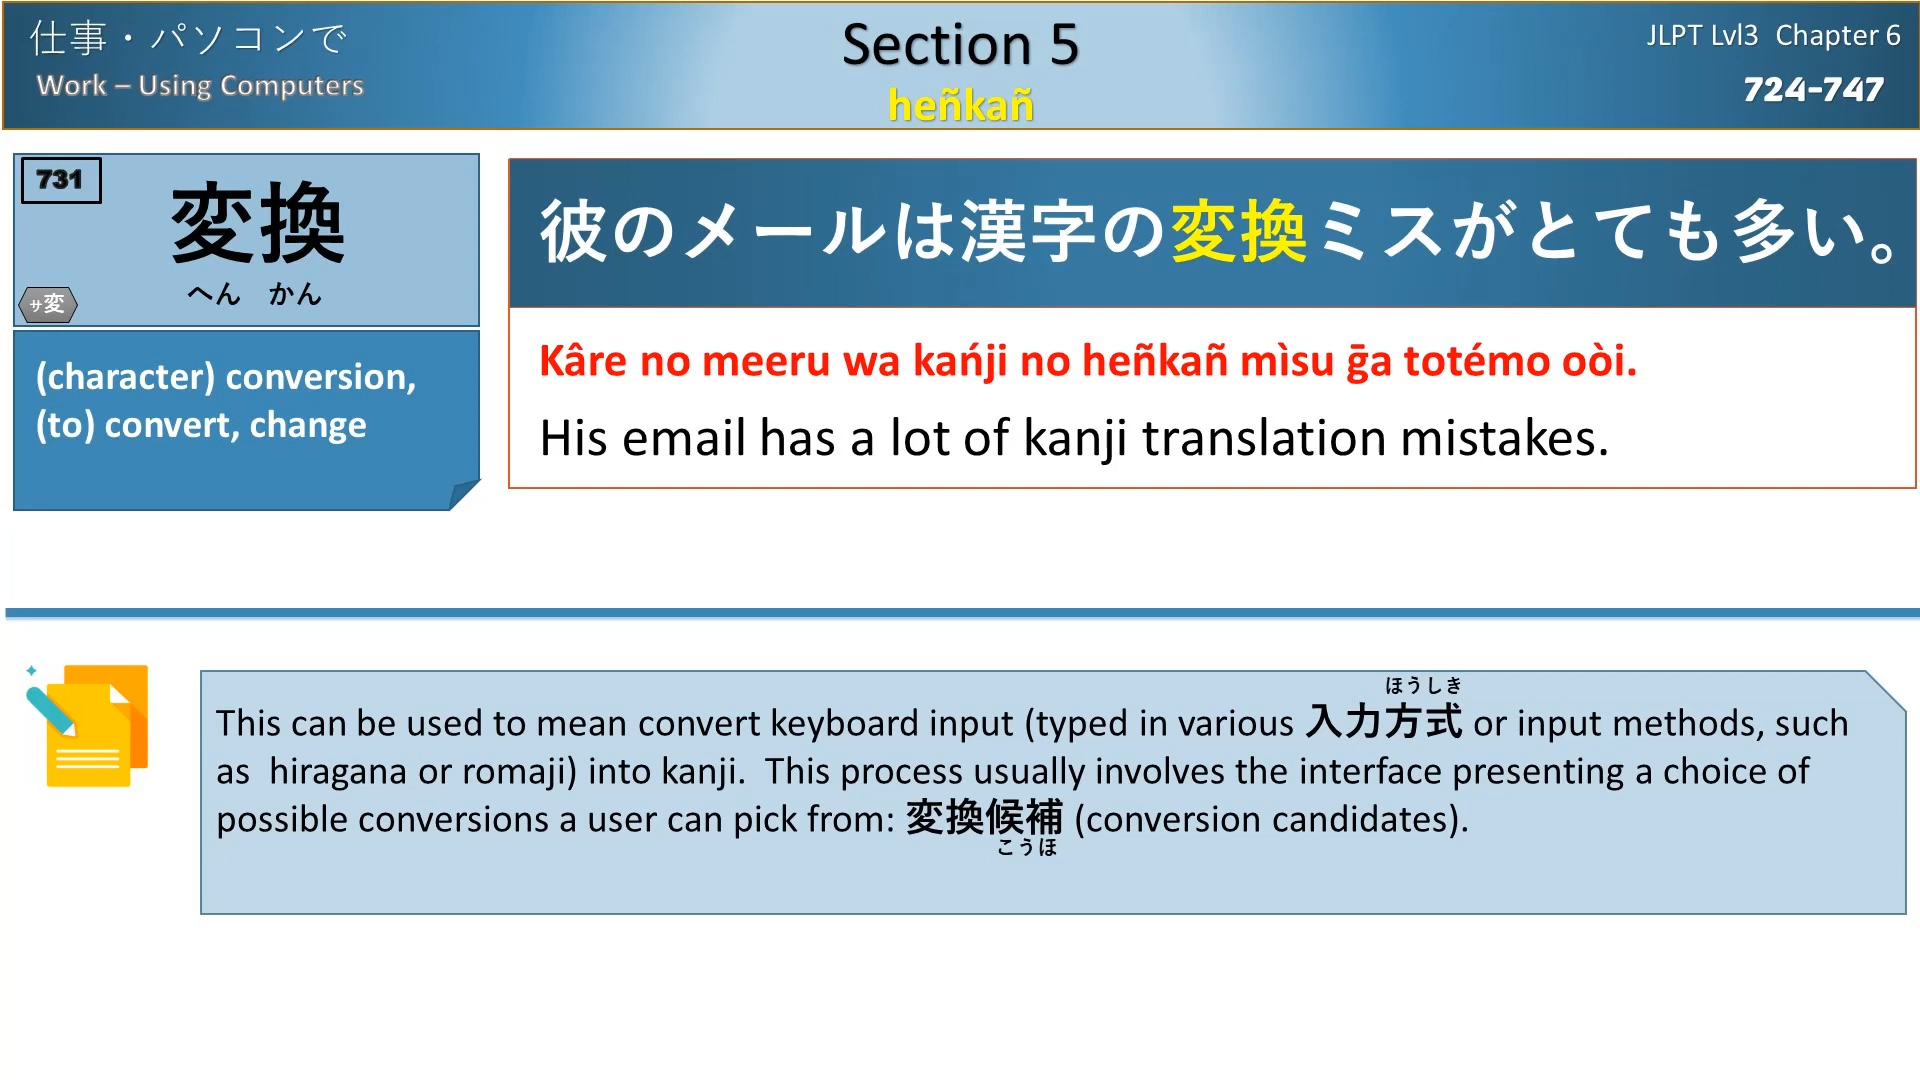 仕事・パソコンで
Work – Using Computers
Section 5
heñkañ
JLPT Lvl3 Chapter 6
724-747
731
変換
へん かん
サ変
(character) conversion,
(to) convert, change
彼のメールは漢字の変換ミスがとても多い。
Kâre no meeru wa kańji no heñkañ mìsu ḡa totémo oòi.
His email has a lot of kanji translation mistakes.
ほうしき
This can be used to mean convert keyboard input (typed in various 入力方式 or input methods, such
as hiragana or romaji) into kanji. This process usually involves the interface presenting a choice of
possible conversions a user can pick from: 変換候補 (conversion candidates).
こうほ